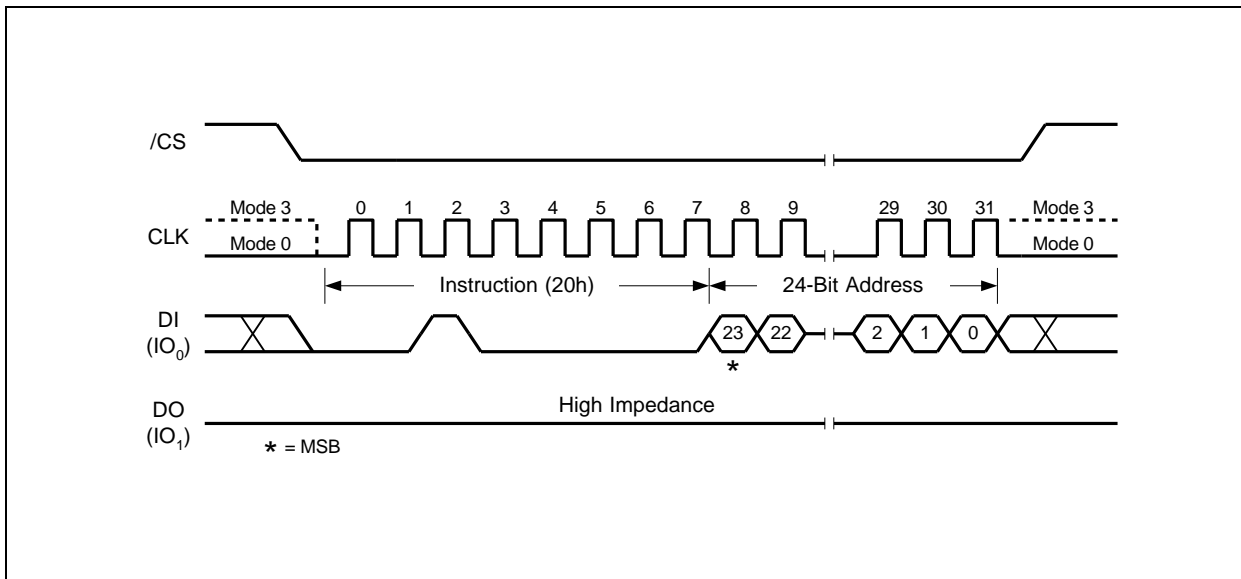 /CS
Mode 3 0 1 2 3 4 5 6 7 8 9 29 30 31 Mode 3
CLK
Mode 0 Mode 0
Instruction (20h) 24-Bit Address
DI
(IO0)
23 22 2 1 0
*
High Impedance
DO
(IO1)
* = MSB